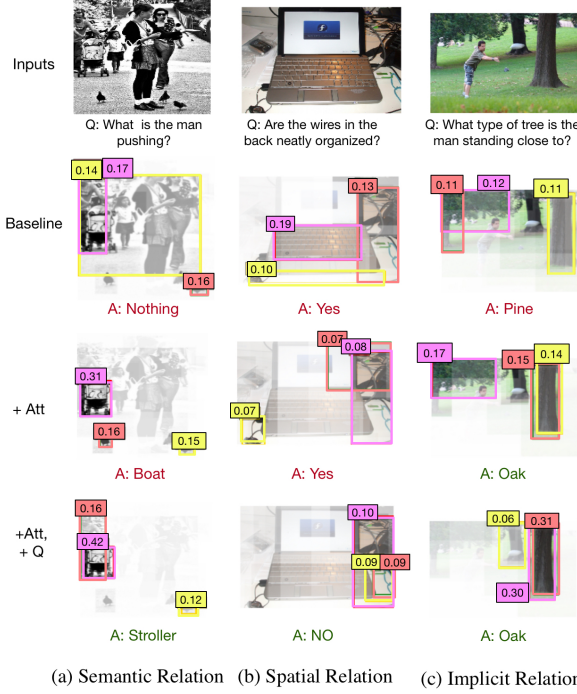 Inputs
Q: What is the man
pushing?
Q: Are the wires in the
back neatly organized?
Q: What type of tree is the
man standing close to?
Baseline
0.14
0.17
0.16
0.13
0.19
0.10
0.11
0.12
0.11
A: Nothing
A: Yes
A: Pine
+ Att
0.31
0.16
0.15
0.07
0.08
0.07
0.17
0.15
0.14
A: Boat
A: Yes
A: Oak
+Att,
+ Q
0.16
0.42
0.12
0.10
0.09
0.09
0.06
0.31
0.30
A: Stroller
A: NO
A: Oak
(a) Semantic Relation (b) Spatial Relation (c) Implicit Relation